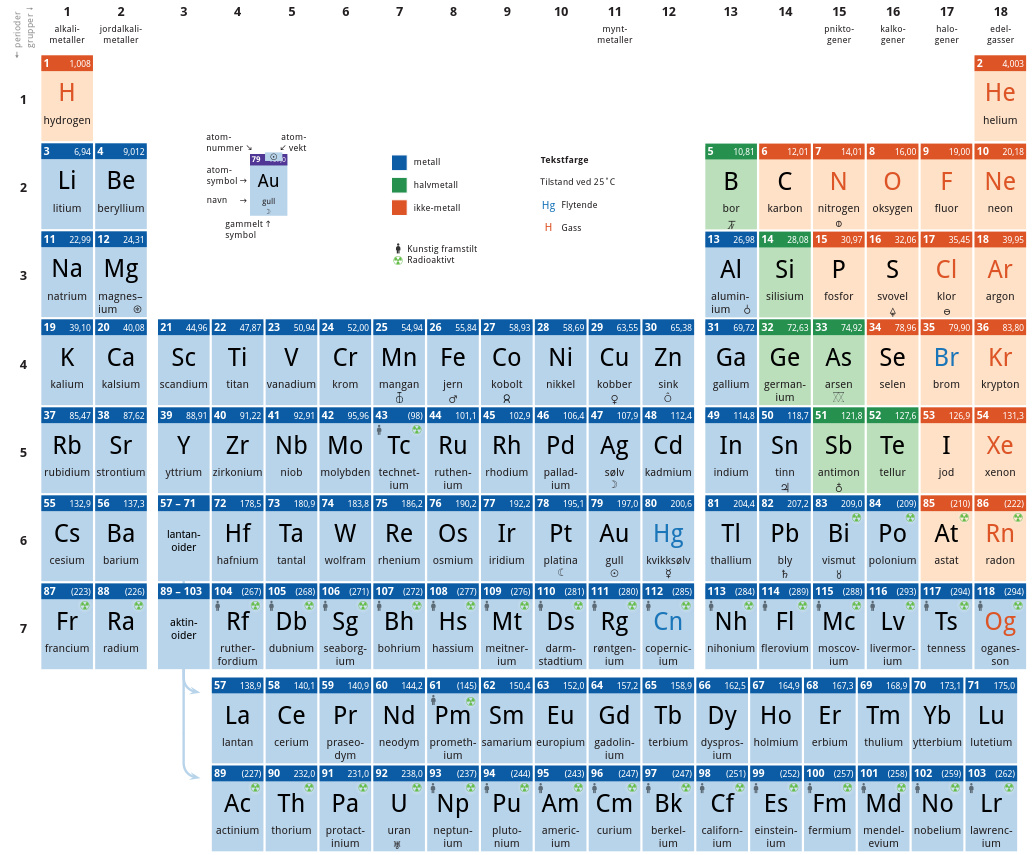 ← perioder
grupper ↓
1 2 3 4 5 6 7 8 9 10 11 12 13 14 15 16 17 18
alkali-
metaller
jordalkali-
metaller
mynt-
metaller
pnikto-
gener
kalko-
gener
halo-
gener
edel-
gasser
1
1 1,008
H
hydrogen
2 4,003
He
helium
atom-
nummer ↘
atom-
↙ vekt
79
atom-
symbol →
Au
navn →
gull
gammelt ↑
symbol
metall
halvmetall
ikke-metall
Kunstig framstilt
Radioaktivt
Tekstfarge
Tilstand ved 25˚C
Hg Flytende
H Gass
2
3 6,94
Li
litium
4 9,012
Be
beryllium
5 10,81
B
bor
6 12,01
C
karbon
7 14,01
N
nitrogen
8 16,00
O
oksygen
9 19,00
F
fluor
10 20,18
Ne
neon
3
11 22,99
Na
natrium
12 24,31
Mg
magnes–
ium
13 26,98
Al
alumin-
ium
14 28,08
Si
silisium
15 30,97
P
fosfor
16 32,06
S
svovel
17 35,45
Cl
klor
18 39,95
Ar
argon
4
19 39,10
K
kalium
20 40,08
Ca
kalsium
21 44,96
Sc
scandium
22 47,87
Ti
titan
23 50,94
V
vanadium
24 52,00
Cr
krom
25 54,94
Mn
mangan
26 55,84
Fe
jern
♂
27 58,93
Co
kobolt
28 58,69
Ni
nikkel
29 63,55
Cu
kobber
♀
30 65,38
Zn
sink
31 69,72
Ga
gallium
32 72,63
Ge
german-
ium
33 74,92
As
arsen
34 78,96
Se
selen
35 79,90
Br
brom
36 83,80
Kr
krypton
5
37 85,47
Rb
rubidium
38 87,62
Sr
strontium
39 88,91
Y
yttrium
40 91,22
Zr
zirkonium
41 92,91
Nb
niob
42 95,96
Mo
molybden
43 (98)
Tc
technet-
ium
44 101,1
Ru
ruthen-
ium
45 102,9
Rh
rhodium
46 106,4
Pd
pallad-
ium
47 107,9
Ag
sølv
☽
48 112,4
Cd
kadmium
49 114,8
In
indium
50 118,7
Sn
tinn
♃
51 121,8
Sb
antimon
♁
52 127,6
Te
tellur
53 126,9
I
jod
54 131,3
Xe
xenon
6
55 132,9
Cs
cesium
56 137,3
Ba
barium
57 – 71
lantan-
oider
72 178,5
Hf
hafnium
73 180,9
Ta
tantal
74 183,8
W
wolfram
75 186,2
Re
rhenium
76 190,2
Os
osmium
77 192,2
Ir
iridium
78 195,1
Pt
platina
☾
79 197,0
Au
gull
☉
80 200,6
Hg
kvikksølv
☿
81 204,4
Tl
thallium
82 207,2
Pb
bly
♄
83 209,0
Bi
vismut
♉
84 (209)
Po
polonium
85 (210)
At
astat
86 (222)
Rn
radon
7
87 (223)
Fr
francium
88 (226)
Ra
radium
89 – 103
aktin-
oider
104 (267)
Rf
ruther-
fordium
105 (268)
Db
dubnium
106 (271)
Sg
seaborg-
ium
107 (272)
Bh
bohrium
108 (277)
Hs
hassium
109 (276)
Mt
meitner-
ium
110 (281)
Ds
darm-
stadtium
111 (280)
Rg
røntgen-
ium
112 (285)
Cn
copernic-
ium
113 (284)
Nh
nihonium
114 (289)
Fl
flerovium
115 (288)
Mc
moscov-
ium
116 (293)
Lv
livermor-
ium
117 (294)
Ts
tenness
118 (294)
Og
oganes-
son
57 138,9
La
lantan
58 140,1
Ce
cerium
59 140,9
Pr
praseo-
dym
60 144,2
Nd
neodym
61 (145)
Pm
prometh-
ium
62 150,4
Sm
samarium
63 152,0
Eu
europium
64 157,2
Gd
gadolin-
ium
65 158,9
Tb
terbium
66 162,5
Dy
dyspros-
ium
67 164,9
Ho
holmium
68 167,3
Er
erbium
69 168,9
Tm
thulium
70 173,1
Yb
ytterbium
71 175,0
Lu
lutetium
89 (227)
Ac
actinium
90 232,0
Th
thorium
91 231,0
Pa
protact-
inium
92 238,0
U
uran
♅
93 (237)
Np
neptun-
ium
94 (244)
Pu
pluto-
nium
95 (243)
Am
americ-
ium
96 (247)
Cm
curium
97 (247)
Bk
berkel-
ium
98 (251)
Cf
californ-
ium
99 (252)
Es
einstein-
ium
100 (257)
Fm
fermium
101 (258)
Md
mendel-
evium
102 (259)
No
nobelium
103 (262)
Lr
lawrenc-
ium